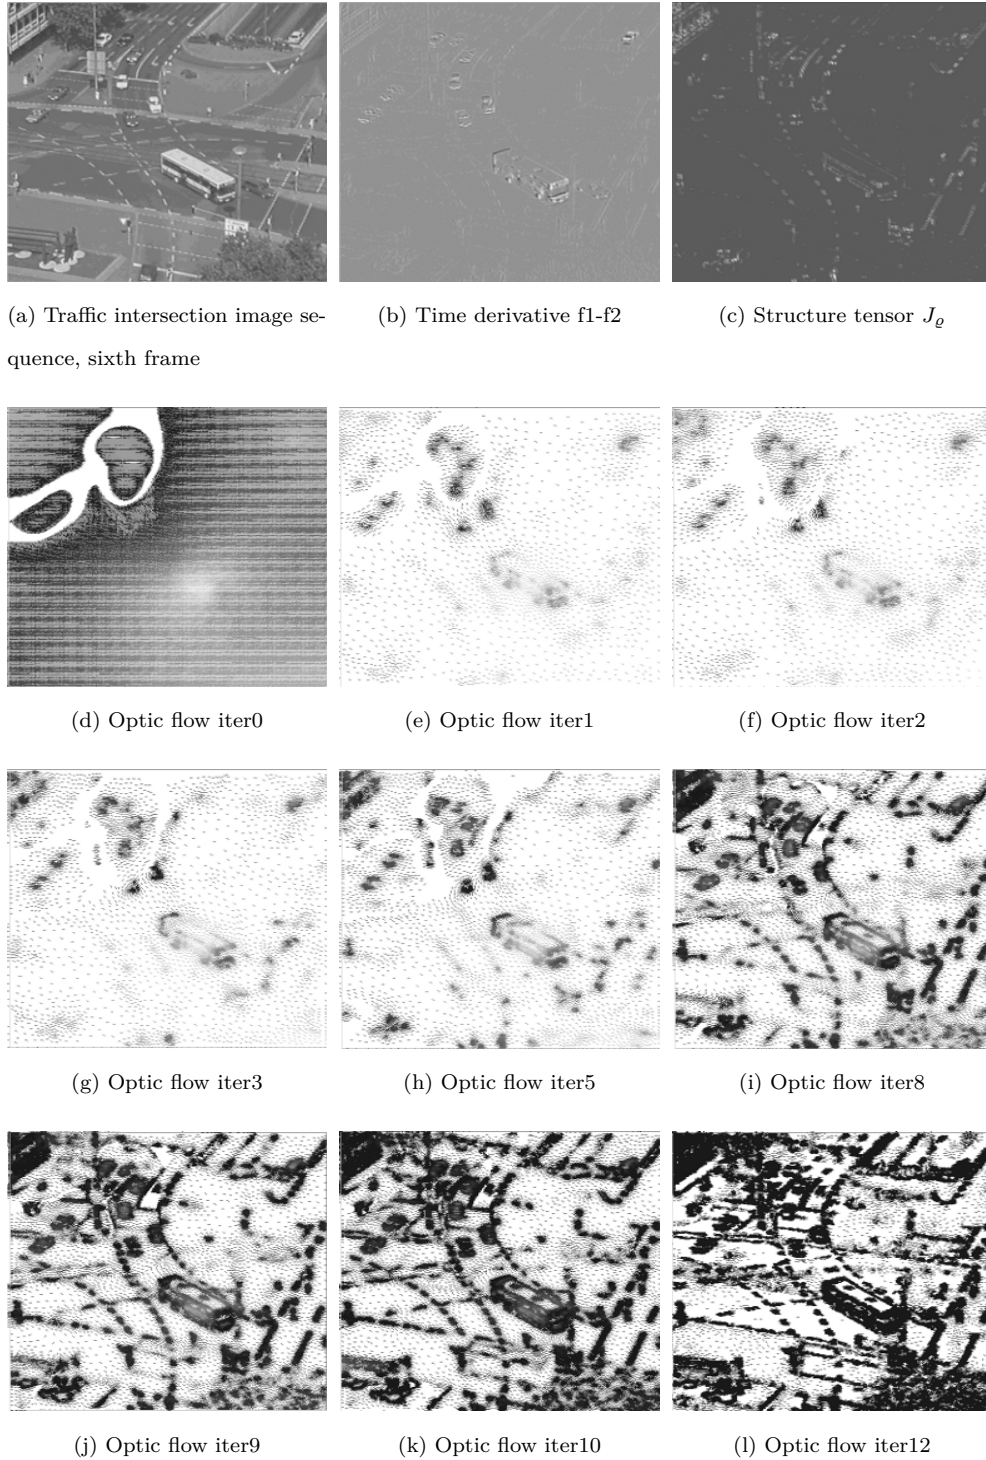 (a) Traffic intersection image se-
quence, sixth frame
(b) Time derivative f1-f2
(c) Structure tensor J_ϱ
(d) Optic flow iter0
(e) Optic flow iter1
(f) Optic flow iter2
(g) Optic flow iter3
(h) Optic flow iter5
(i) Optic flow iter8
(j) Optic flow iter9
(k) Optic flow iter10
(l) Optic flow iter12